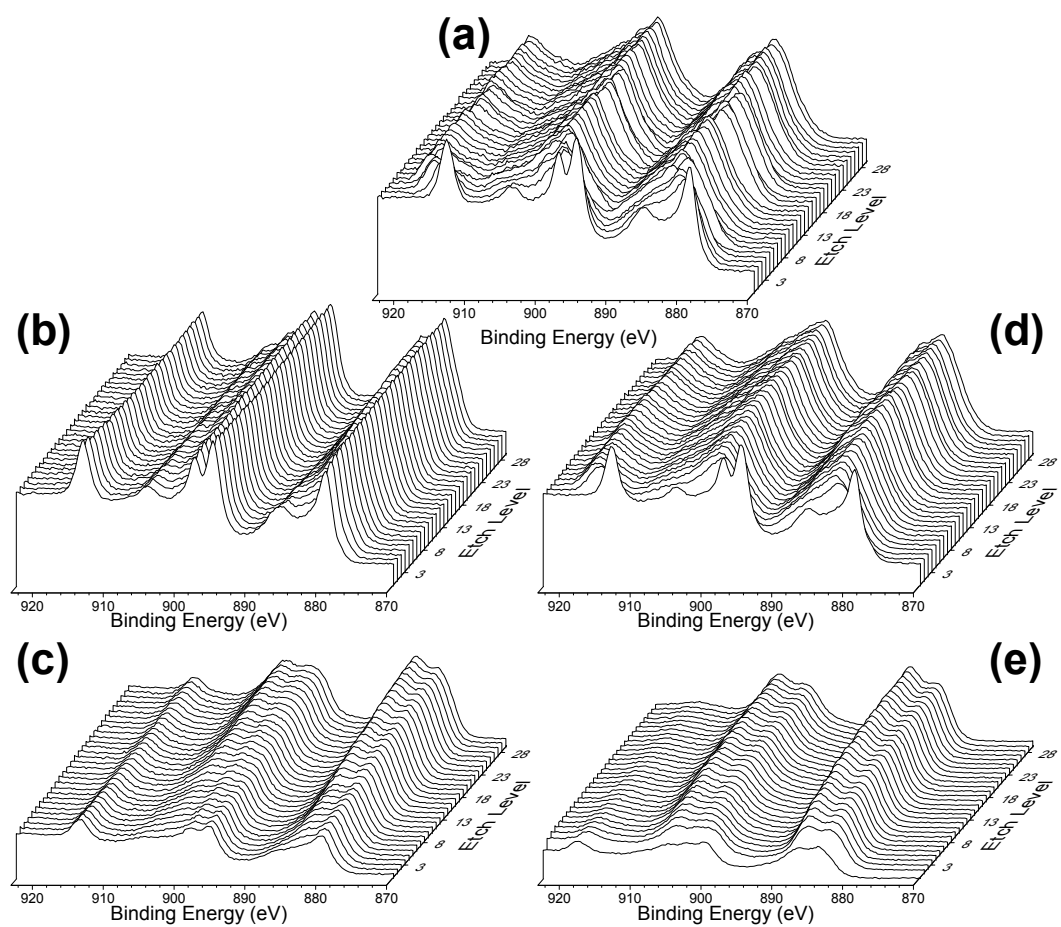 (a)
28
23
18
13
8
3
Etch Level
920 910 900 890 880 870
Binding Energy (eV)
(b)
28
23
18
13
8
3
Etch Level
920 910 900 890 880 870
Binding Energy (eV)
(d)
28
23
18
13
8
3
Etch Level
920 910 900 890 880 870
Binding Energy (eV)
(c)
28
23
18
13
8
3
Etch Level
920 910 900 890 880 870
Binding Energy (eV)
(e)
28
23
18
13
8
3
Etch Level
920 910 900 890 880 870
Binding Energy (eV)